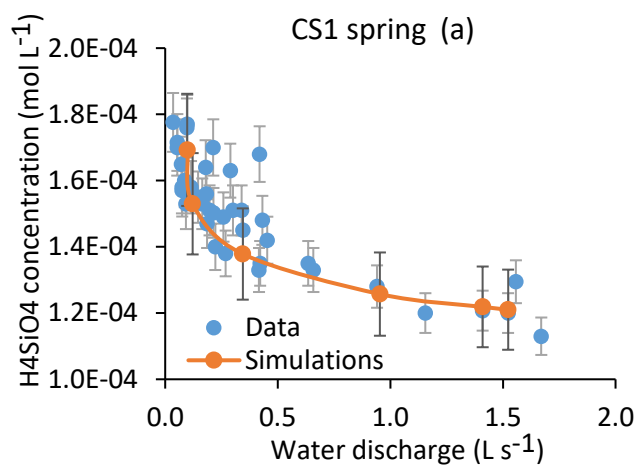 CS1 spring (a)
H4SiO4 concentration (mol L⁻¹)
2.0E-04
1.8E-04
1.6E-04
1.4E-04
1.2E-04
1.0E-04
Data
Simulations
0.0 0.5 1.0 1.5 2.0
Water discharge (L s⁻¹)